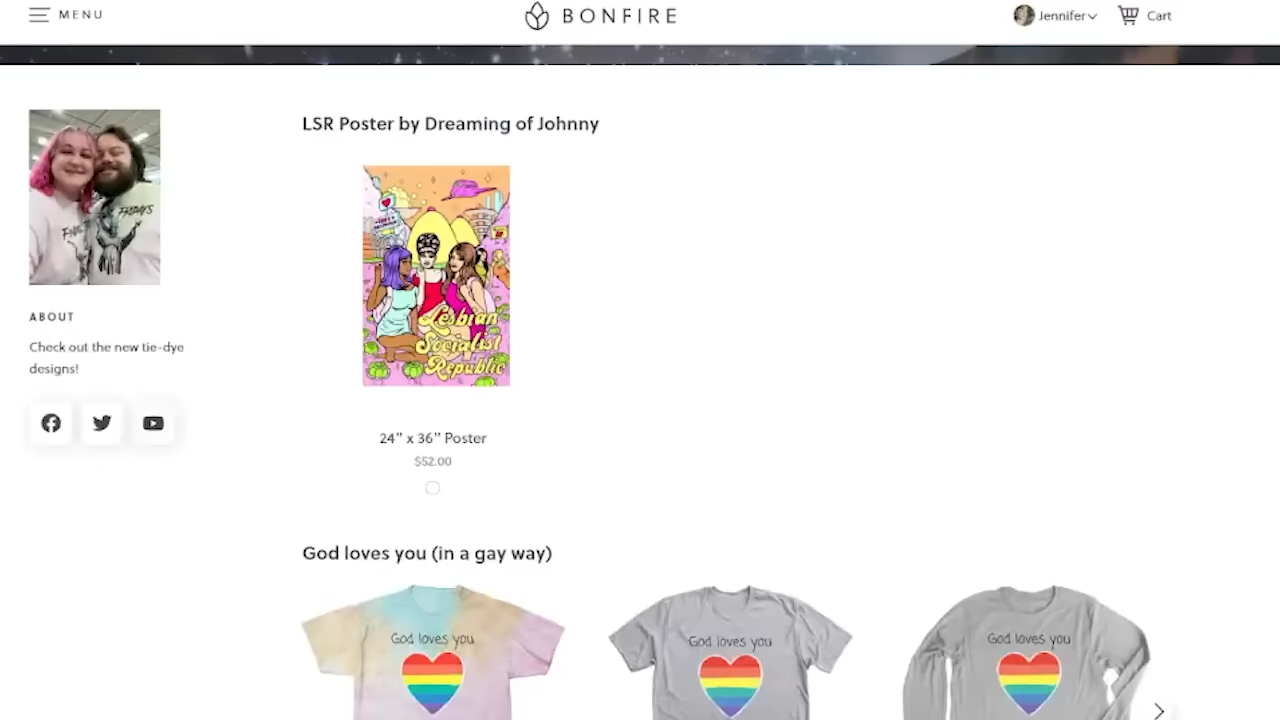 MENU
BONFIRE
Jennifer
Cart
LSR Poster by Dreaming of Johnny
FRIDAYS
Lesbian
Socialist
Republic
ABOUT
Check out the new tie-dye
designs!
24" x 36" Poster
$52.00
God loves you (in a gay way)
God loves you
God loves you
God loves you